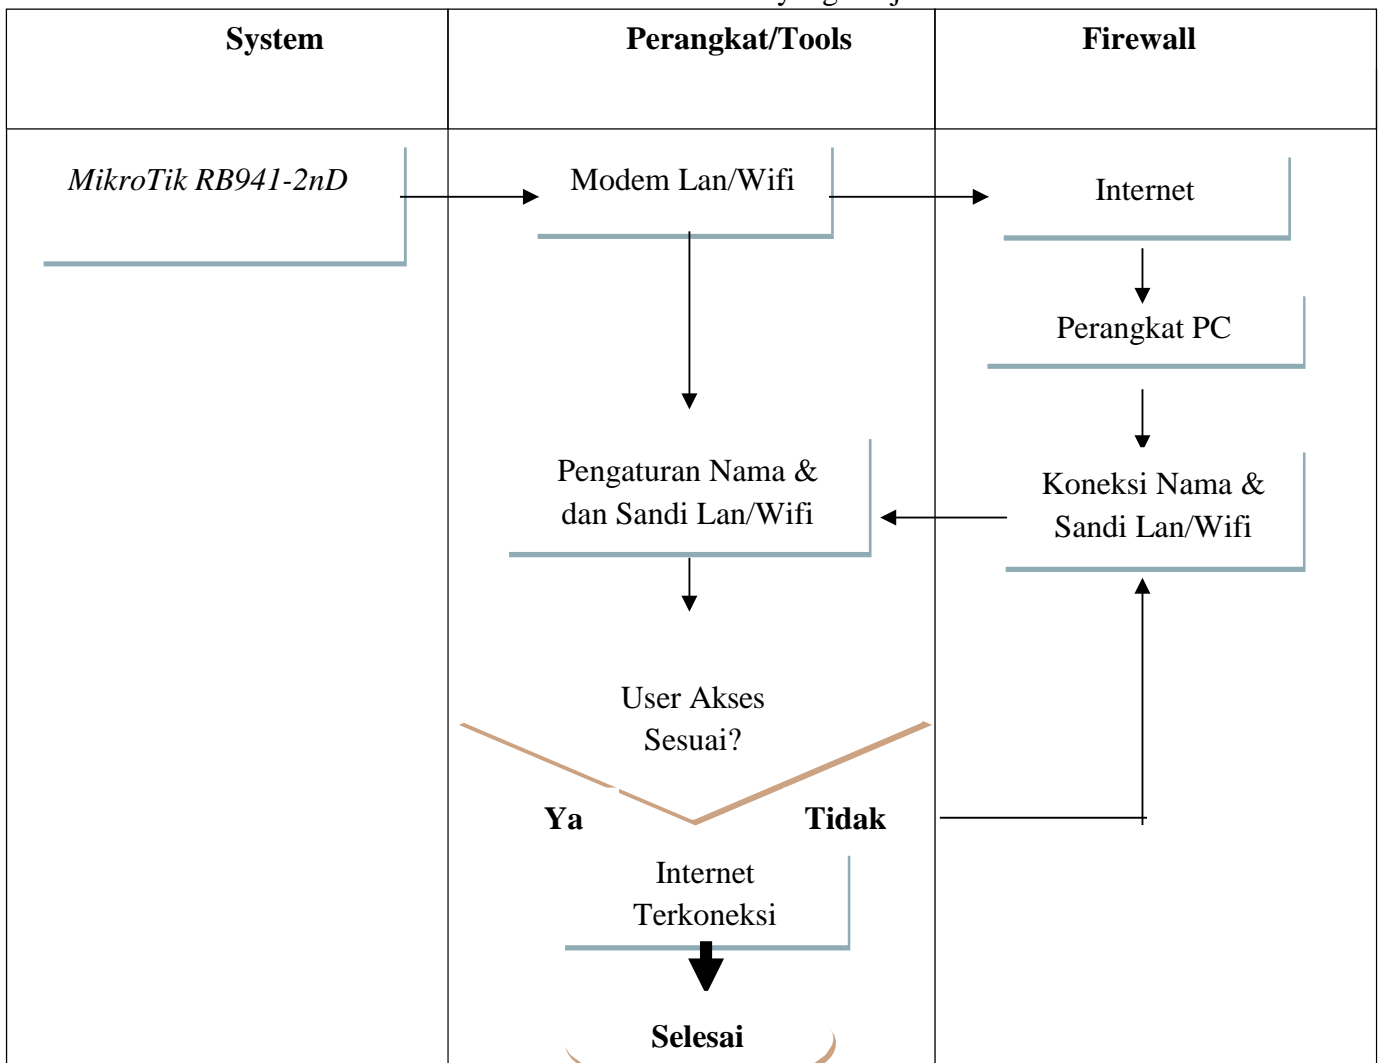 System
Perangkat/Tools
Firewall
MikroTik RB941-2nD
Modem Lan/Wifi
Internet
Perangkat PC
Pengaturan Nama &
dan Sandi Lan/Wifi
Koneksi Nama &
Sandi Lan/Wifi
User Akses
Sesuai?
Ya
Tidak
Internet
Terkoneksi
Selesai